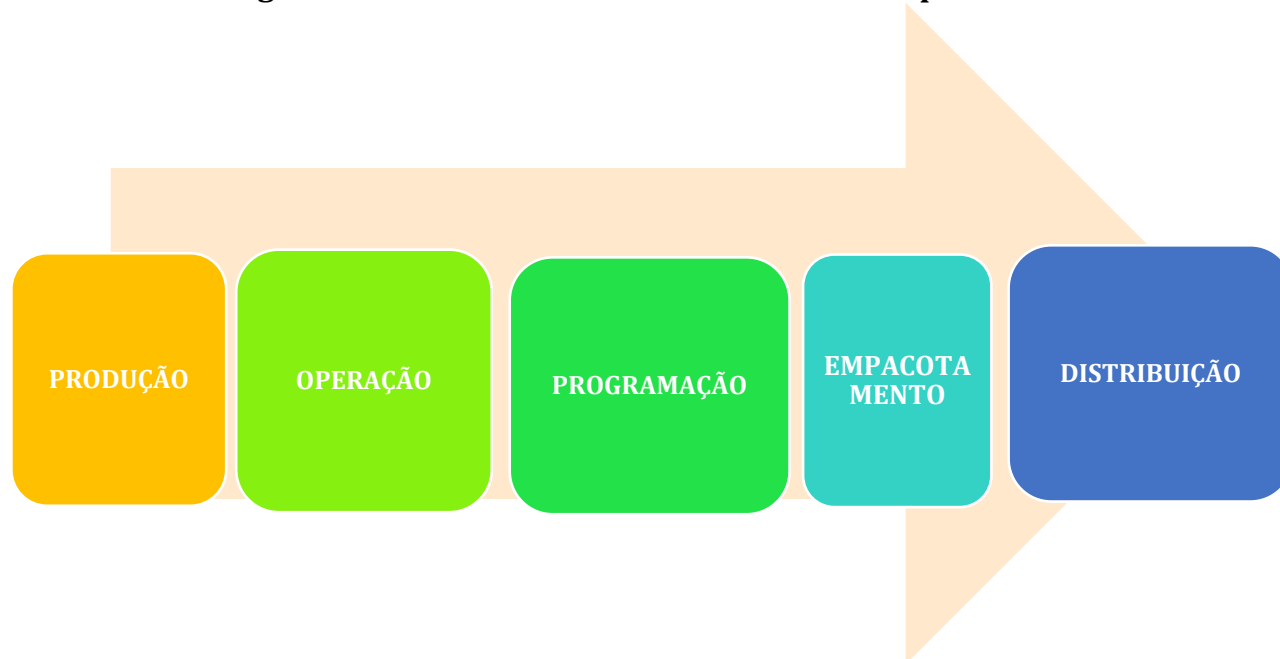 PRODUÇÃO
OPERAÇÃO
PROGRAMAÇÃO
EMPACOTA
MENTO
DISTRIBUIÇÃO